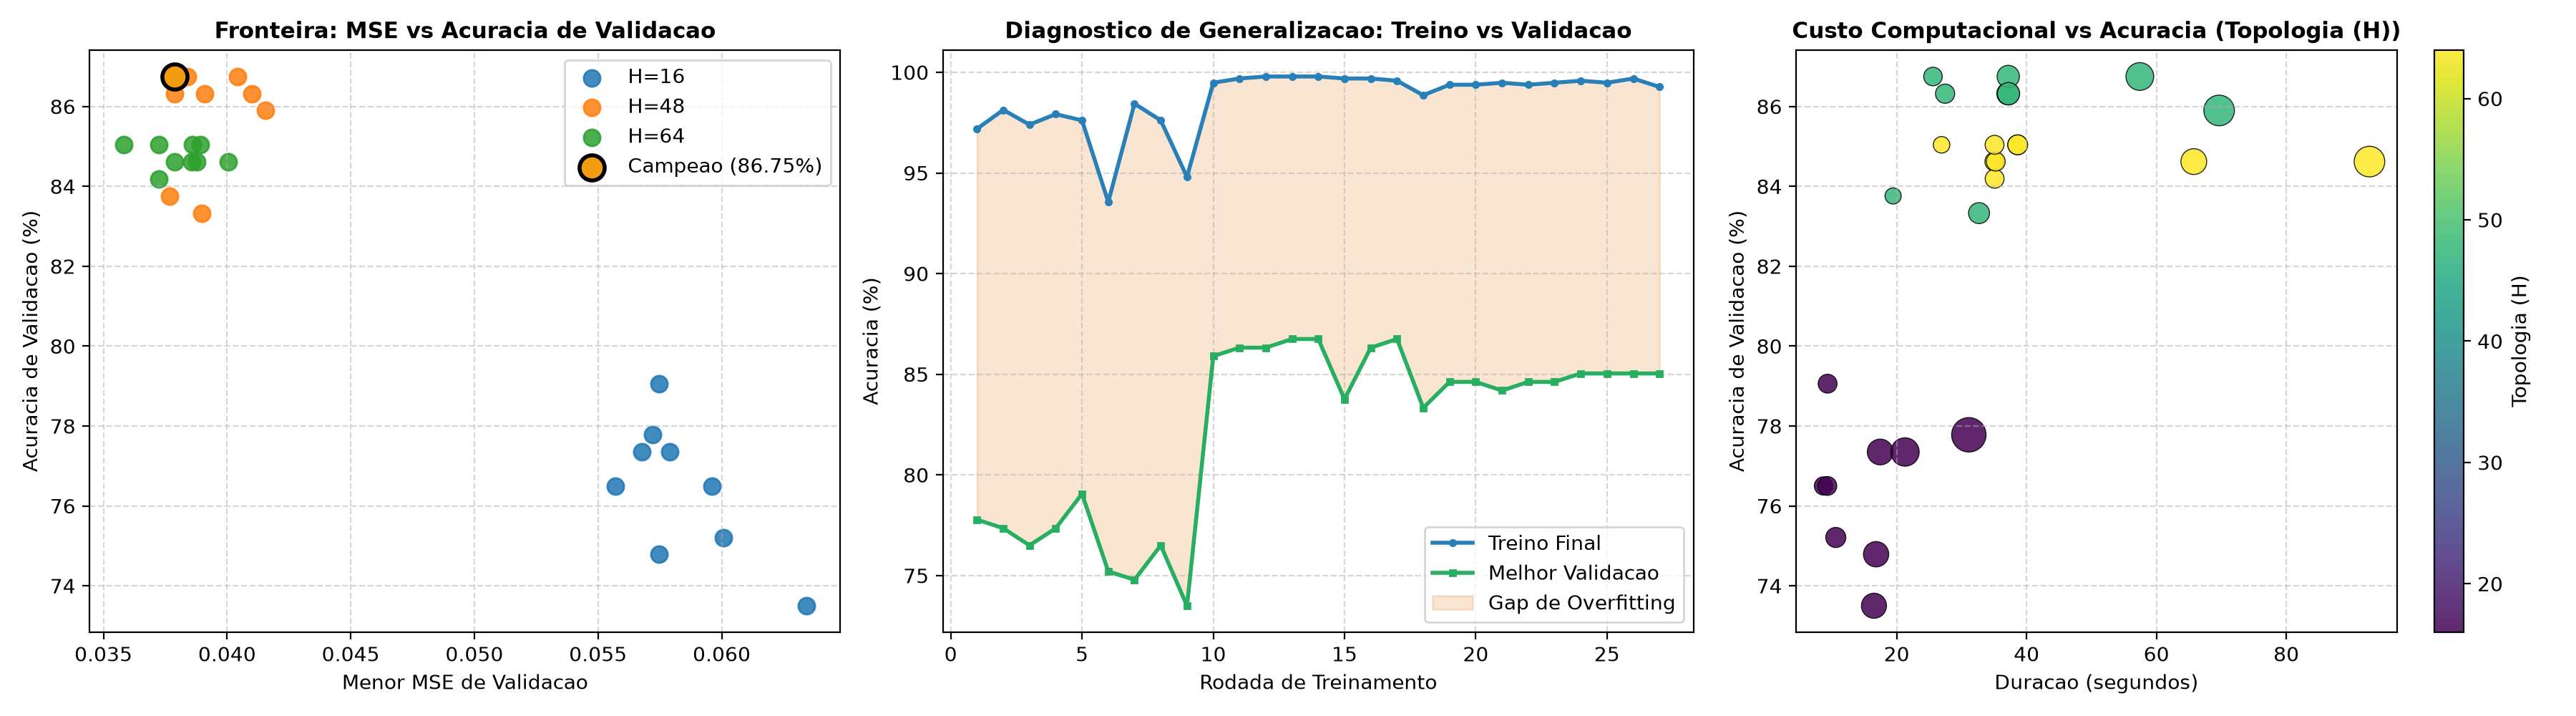 Fronteira: MSE vs Acuracia de Validacao
Acuracia de Validacao (%)
86
84
82
80
78
76
74
H=16
H=48
H=64
Campeao (86.75%)
0.035 0.040 0.045 0.050 0.055 0.060
Menor MSE de Validacao
Diagnostico de Generalizacao: Treino vs Validacao
Acuracia (%)
100
95
90
85
80
75
Treino Final
Melhor Validacao
Gap de Overfitting
0 5 10 15 20 25
Rodada de Treinamento
Custo Computacional vs Acuracia (Topologia (H))
Acuracia de Validacao (%)
86
84
82
80
78
76
74
20 40 60 80
Duracao (segundos)
60
50
40
30
20
Topologia (H)